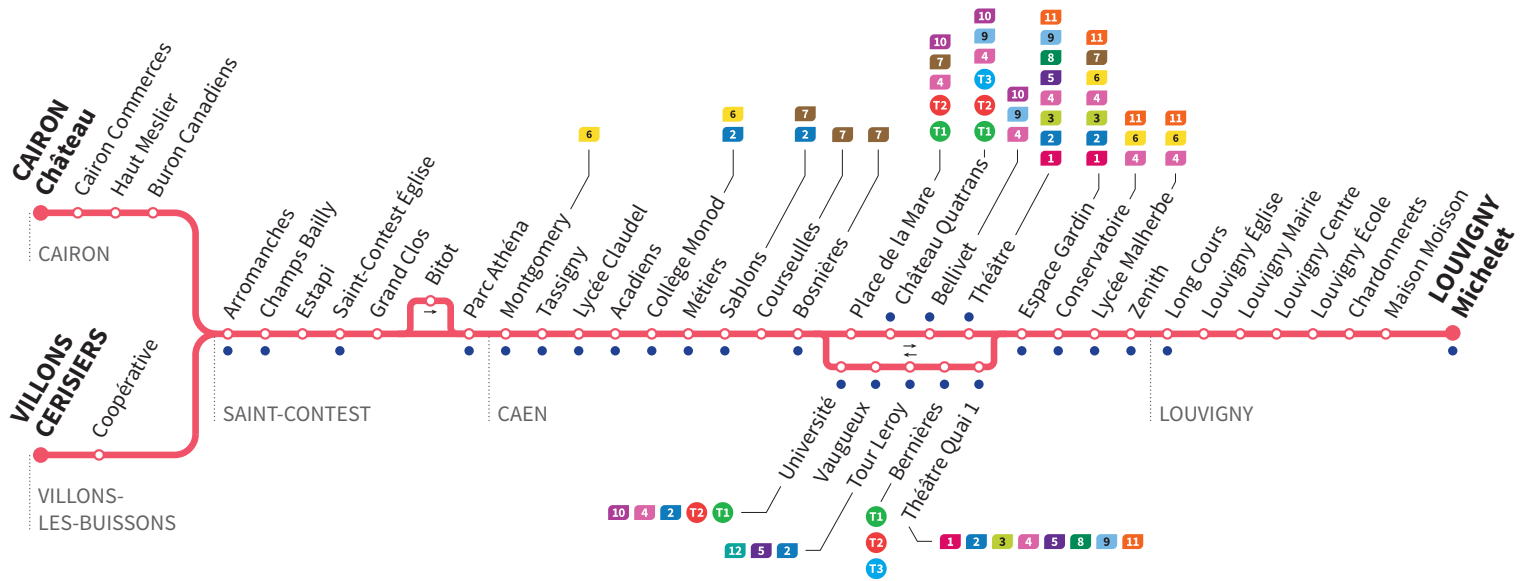 CAIRON
Château
Cairon Commerces
Haut Meslier
Buron Canadiens
CAIRON
VILLONS
CERISIERS
Coopérative
VILLONS-
LES-BUISSONS
Arromanches
Champs Bailly
Estapi
Saint-Contest Église
Grand Clos
Bitot
→
Parc Athéna
SAINT-CONTEST
6
Montgomery
Tassigny
Lycée Claudel
Acadiens
Collège Monod
6
2
Métiers
Sablons
7
2
Courseulles
7
Bosnières
7
CAEN
Place de la Mare
10
7
4
T2
T1
Château Quatrans
10
9
4
T3
T2
T1
Bellivet
10
9
4
Théâtre
11
9
8
5
4
3
2
1
→
←
Université
10 4 2 T2 T1
Vaugueux
Tour Leroy
12 5 2
Bernières
T1
T2
T3
Théâtre Quai 1
1 2 3 4 5 8 9 11
Espace Gardin
11
7
6
4
3
2
1
Conservatoire
11
6
4
Lycée Malherbe
11
6
4
Zenith
Long Cours
Louvigny Église
Louvigny Mairie
Louvigny Centre
Louvigny École
Chardonnerets
Maison Moisson
LOUVIGNY
Michelet
LOUVIGNY